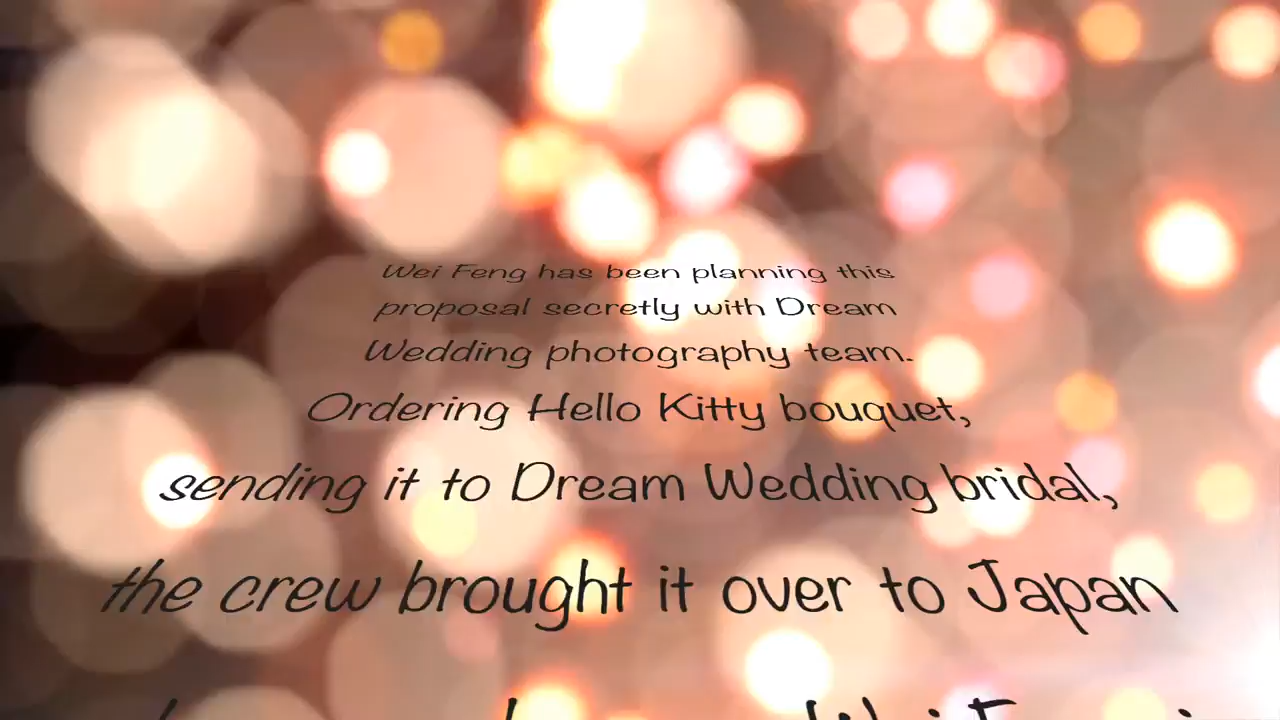 Wei Feng has been planning this
proposal secretly with Dream
Wedding photography team.
Ordering Hello Kitty bouquet,
sending it to Dream Wedding bridal,
the crew brought it over to Japan